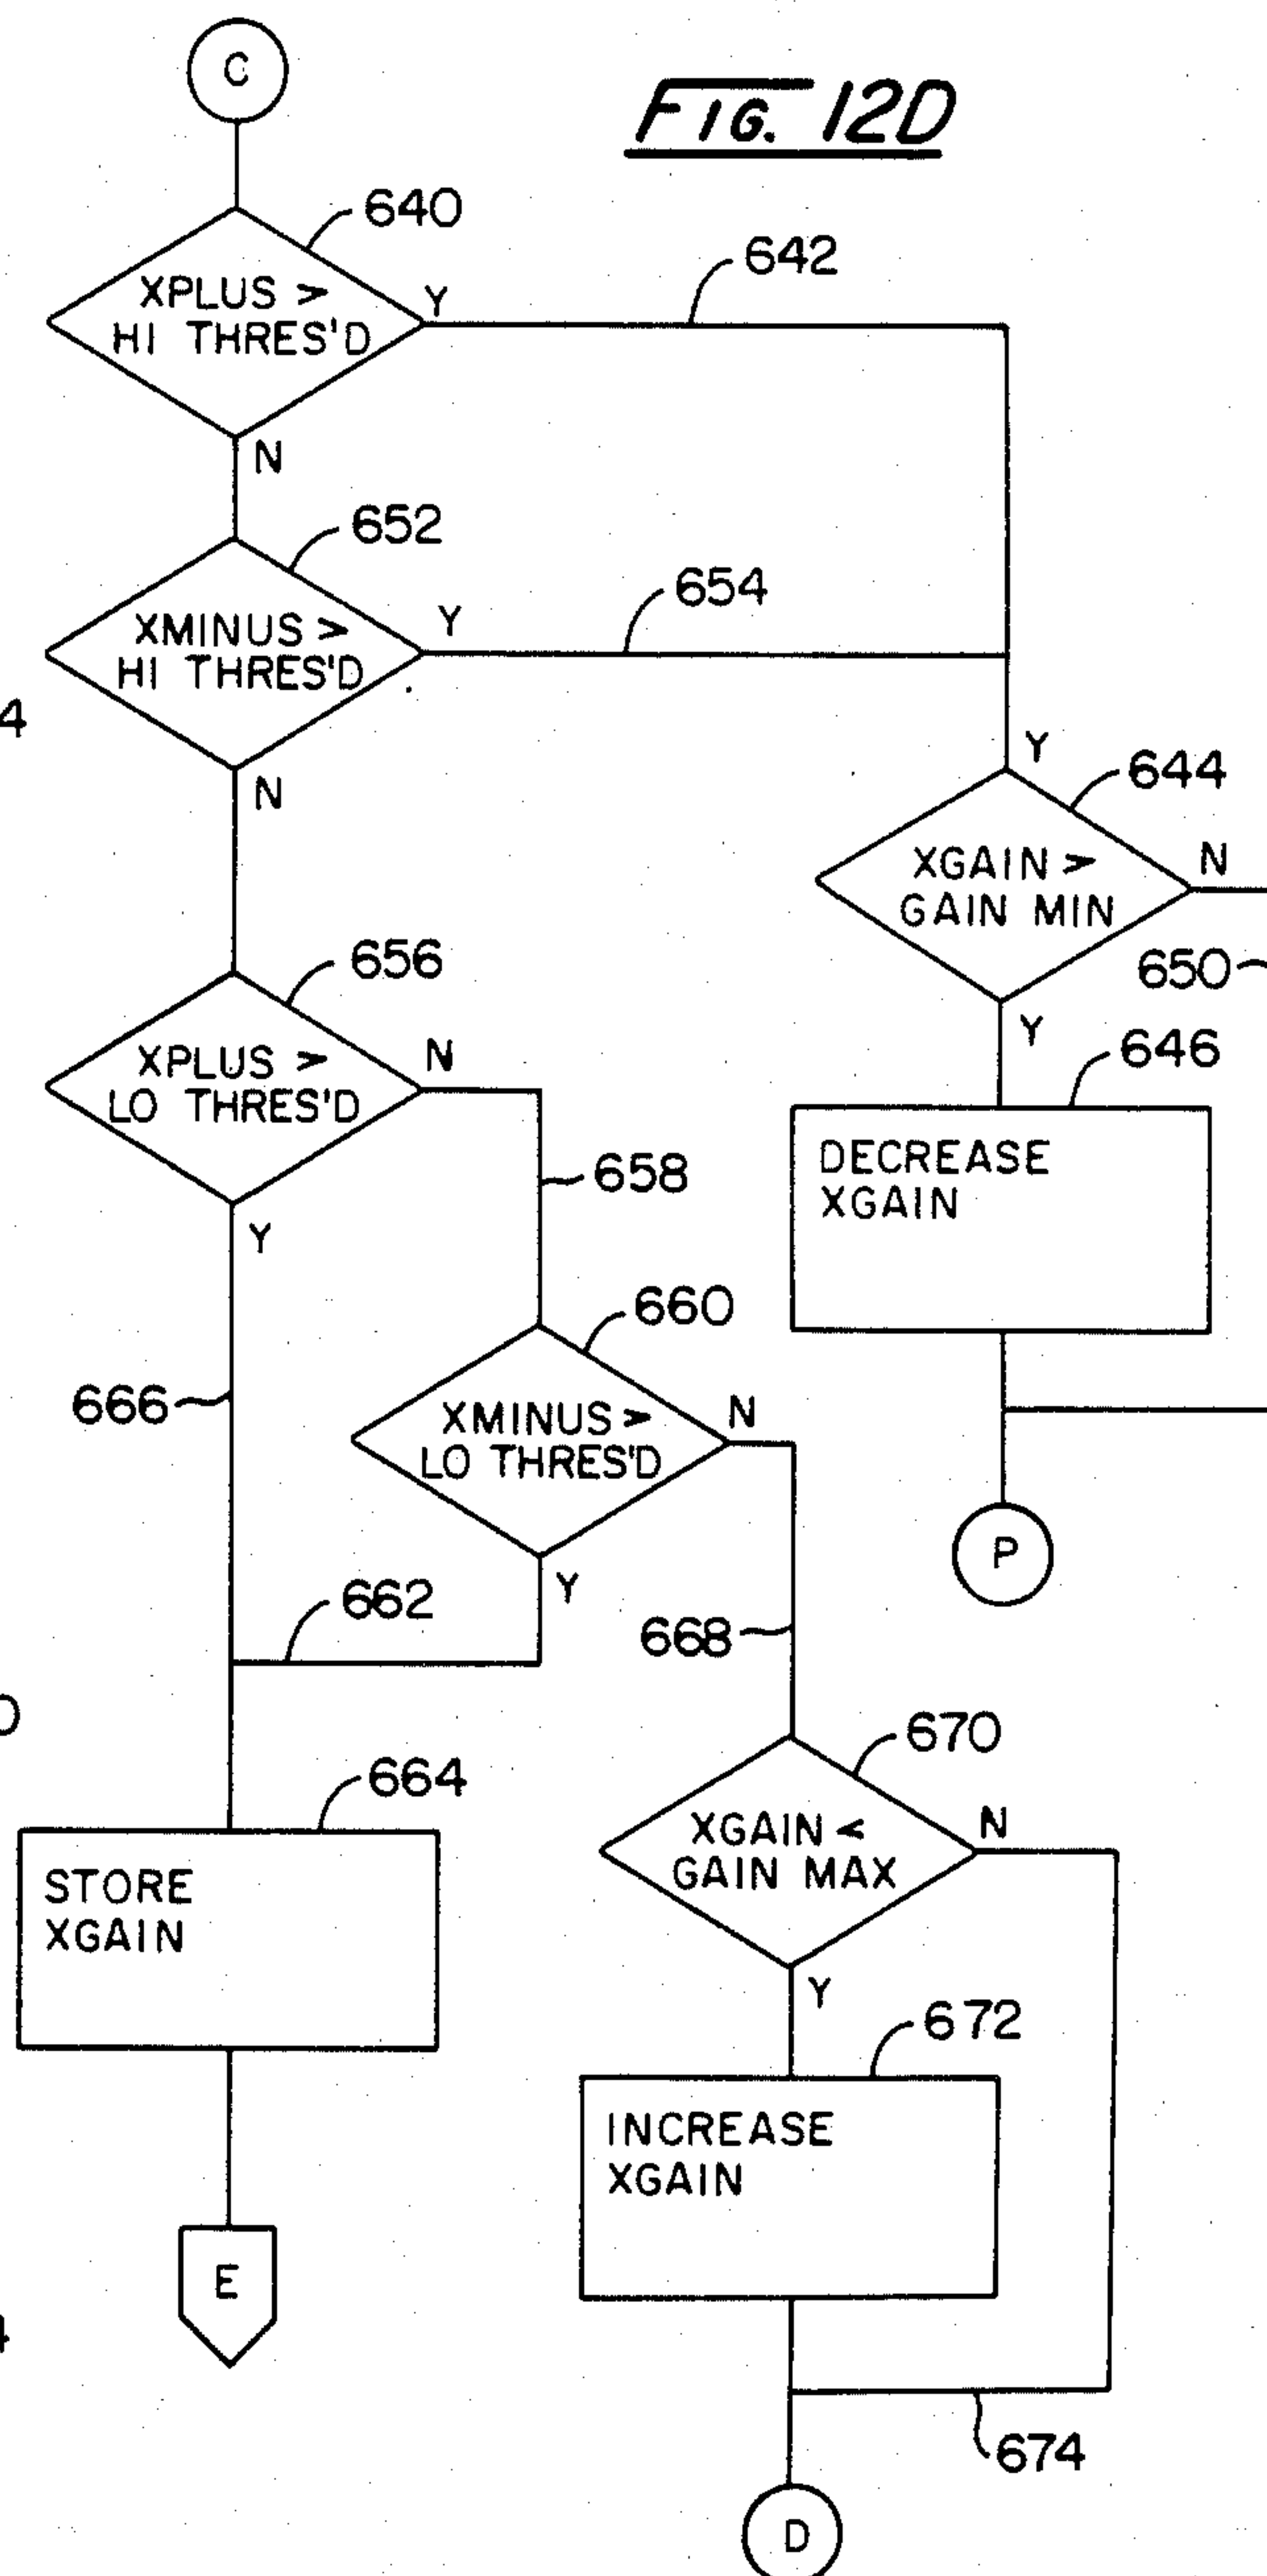 C
FIG. 12D
640
642
XPLUS >
HI THRES'D
Y
N
652
654
XMINUS >
HI THRES'D
Y
N
4
Y
644
XGAIN >
GAIN MIN
N
650
Y
656
XPLUS >
LO THRES'D
N
Y
646
DECREASE
XGAIN
658
660
666
XMINUS >
LO THRES'D
N
Y
P
662
668
670
664
XGAIN <
GAIN MAX
N
Y
STORE
XGAIN
672
INCREASE
XGAIN
E
674
D